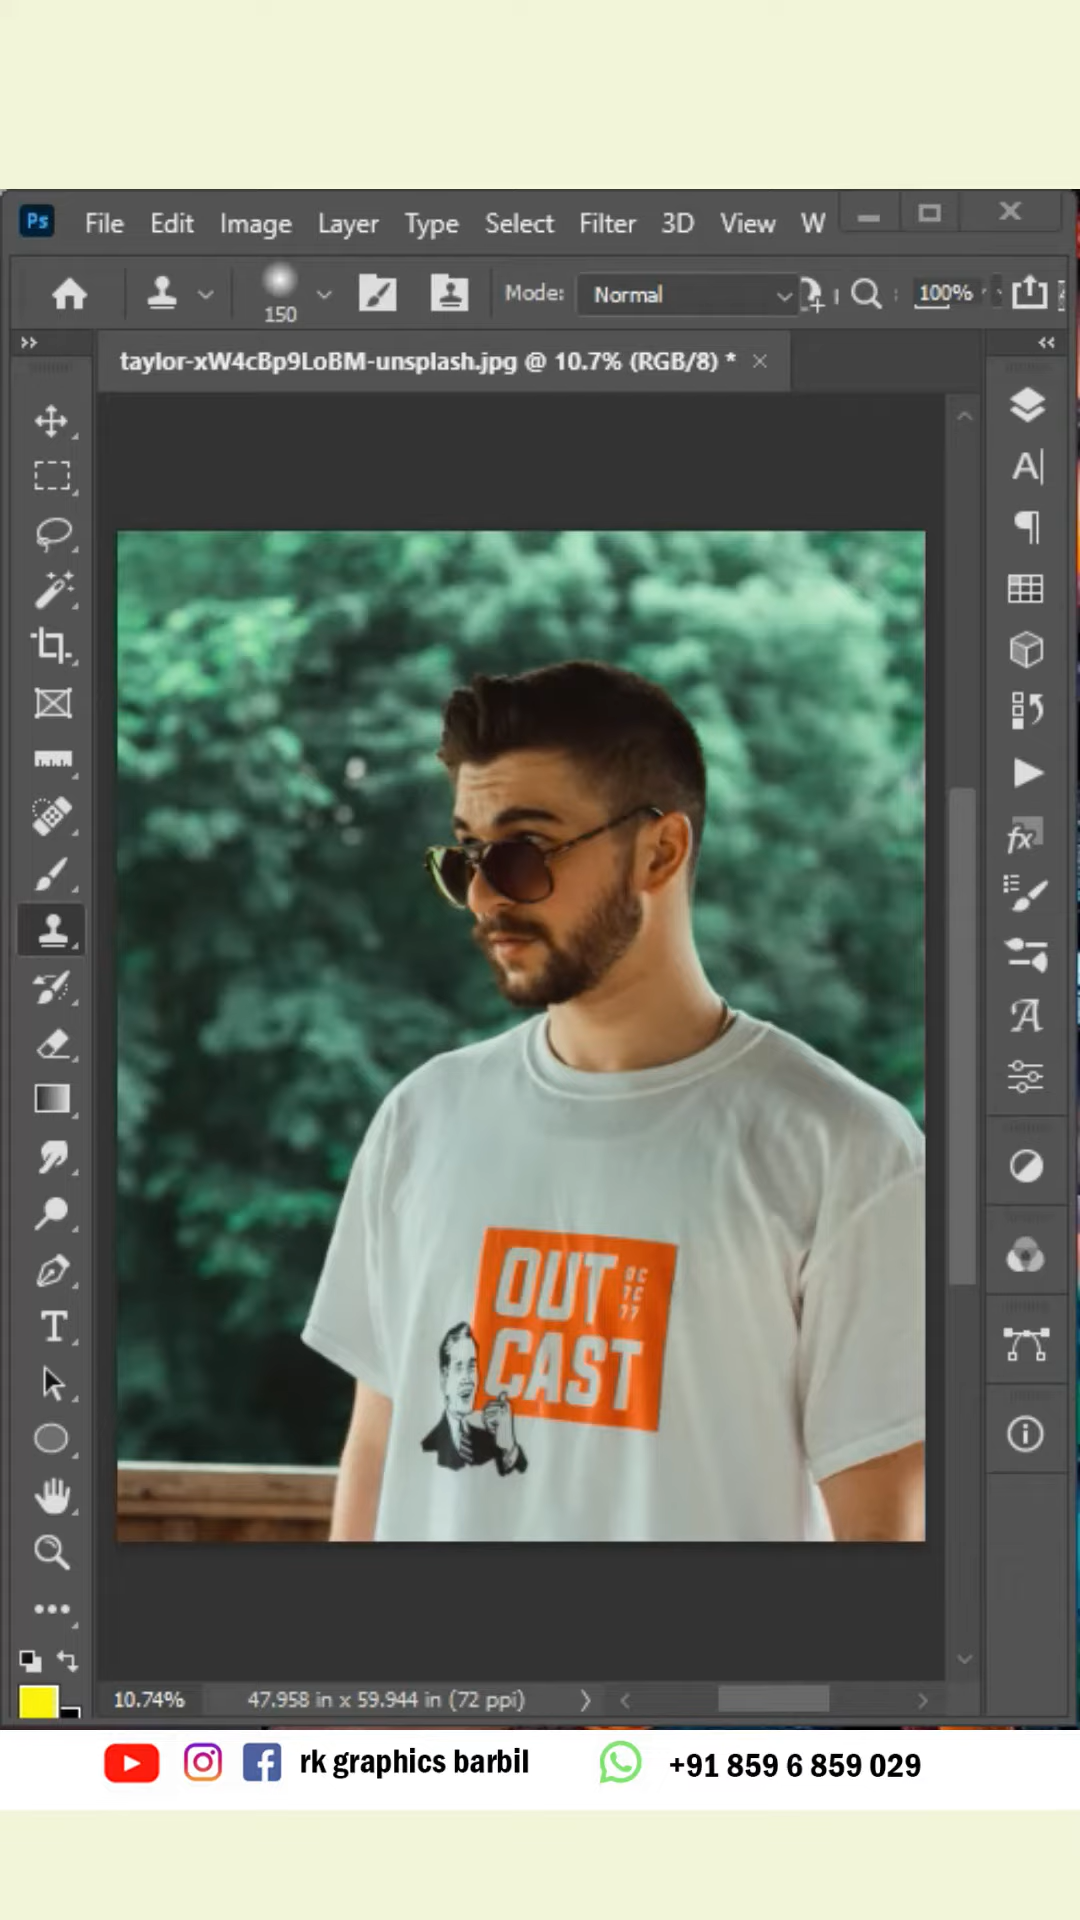 Ps File Edit Image Layer Type Select Filter 3D View W
150 Mode: Normal 100%
taylor-xW4cBp9LoBM-unsplash.jpg @ 10.7% (RGB/8) *
OUT
CAST
10.74% 47.958 in x 59.944 in (72 ppi)
rk graphics barbil +91 859 6 859 029